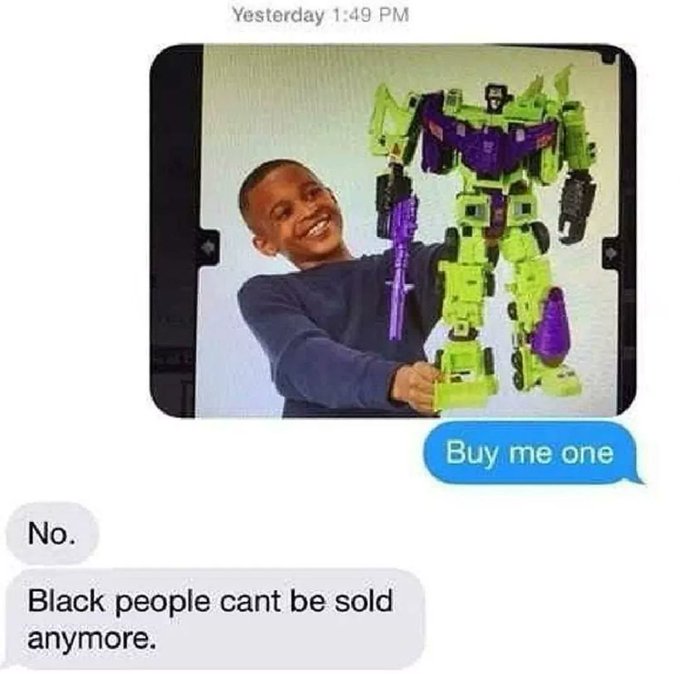 Yesterday 1:49 PM
Buy me one
No.
Black people cant be sold
anymore.